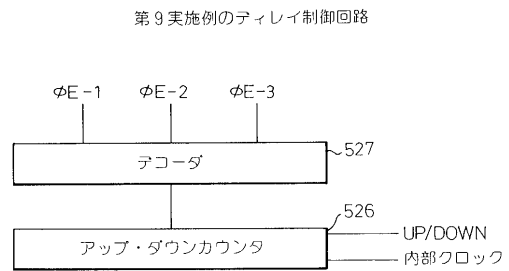 第9実施例のディレイ制御回路
φE-1 φE-2 φE-3
デコーダ 527
526
アップ・ダウンカウンタ UP/DOWN
内部クロック